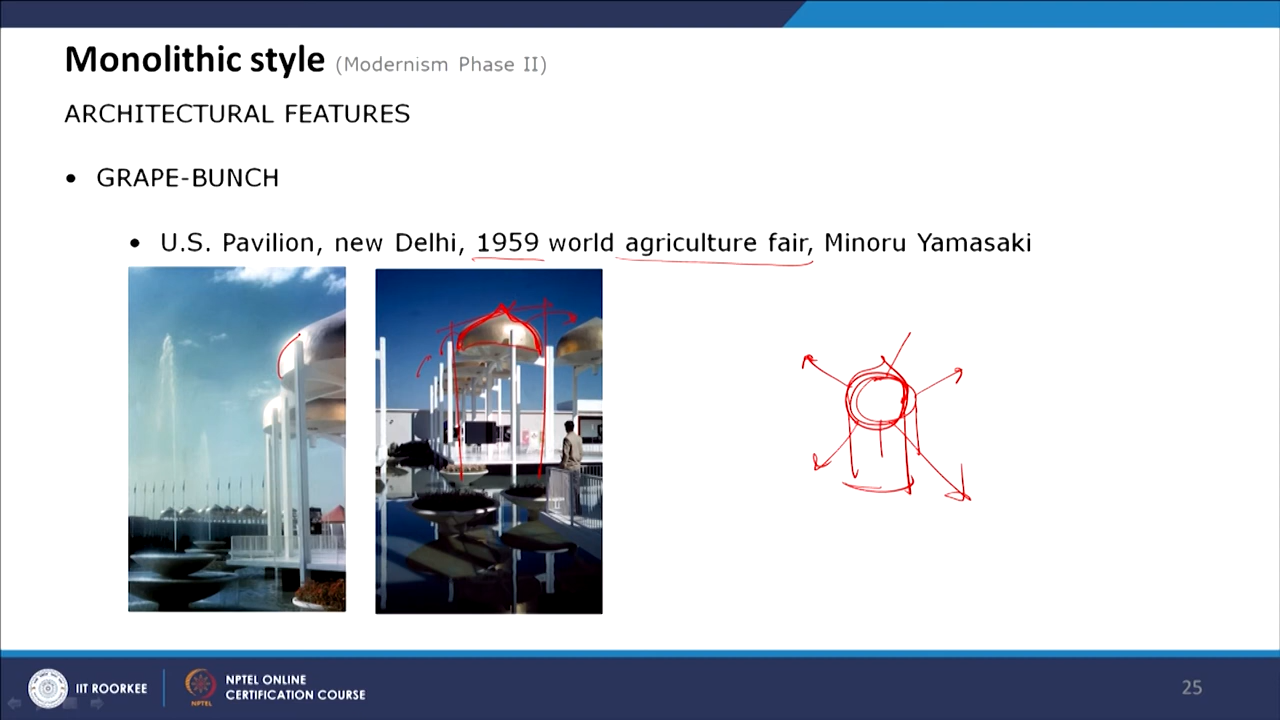 Monolithic style (Modernism Phase II)
ARCHITECTURAL FEATURES
• GRAPE-BUNCH
• U.S. Pavilion, new Delhi, 1959 world agriculture fair, Minoru Yamasaki
IIT ROORKEE
NPTEL
NPTEL ONLINE
CERTIFICATION COURSE
25